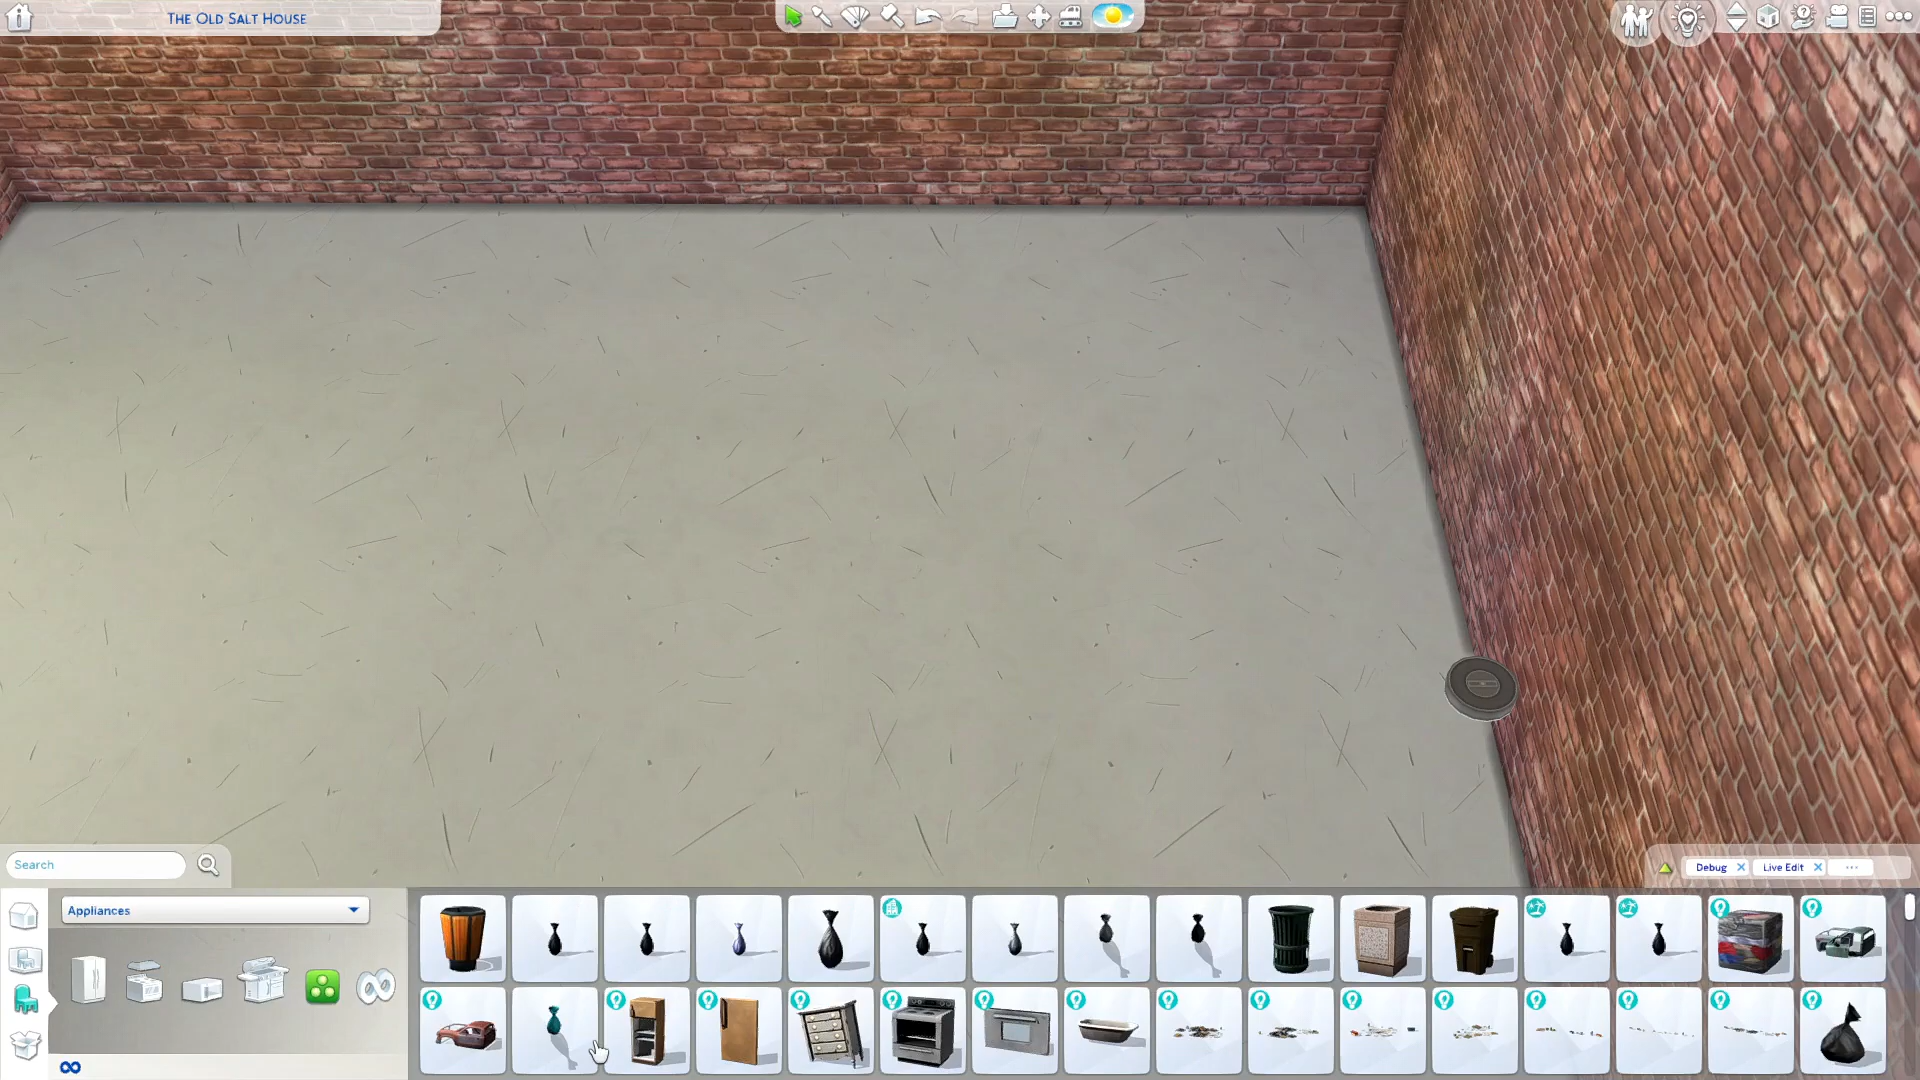 The Old Salt House
Search
Debug
Live Edit
Appliances